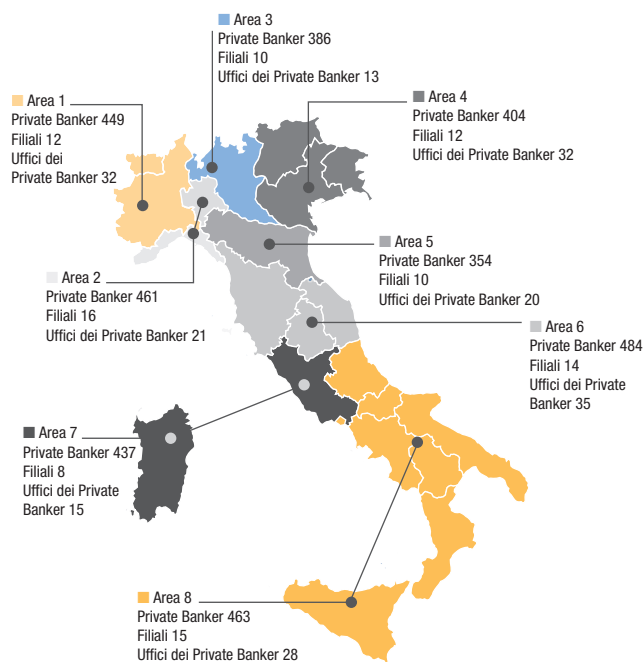 Area 3
Private Banker 386
Filiali 10
Uffici dei Private Banker 13
Area 1
Private Banker 449
Filiali 12
Uffici dei
Private Banker 32
Area 4
Private Banker 404
Filiali 12
Uffici dei Private Banker 32
Area 5
Private Banker 354
Filiali 10
Uffici dei Private Banker 20
Area 2
Private Banker 461
Filiali 16
Uffici dei Private Banker 21
Area 6
Private Banker 484
Filiali 14
Uffici dei Private
Banker 35
Area 7
Private Banker 437
Filiali 8
Uffici dei Private
Banker 15
Area 8
Private Banker 463
Filiali 15
Uffici dei Private Banker 28